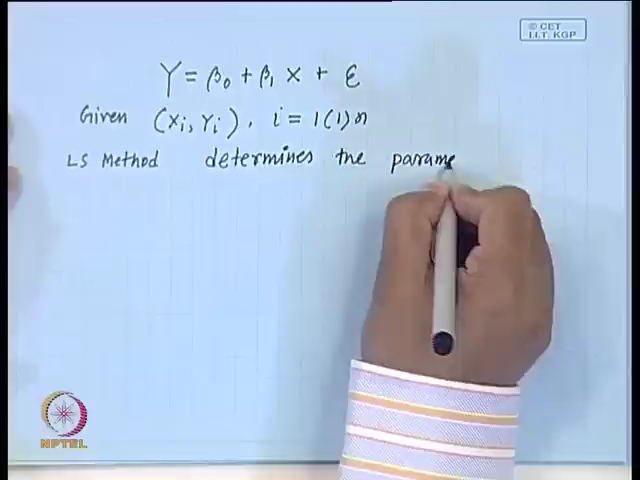 © CET
I.I.T. KGP
Y = β₀ + β₁ X + ε
Given (Xi, Yi), i = 1(1)n
LS Method determines the parame
NPTEL